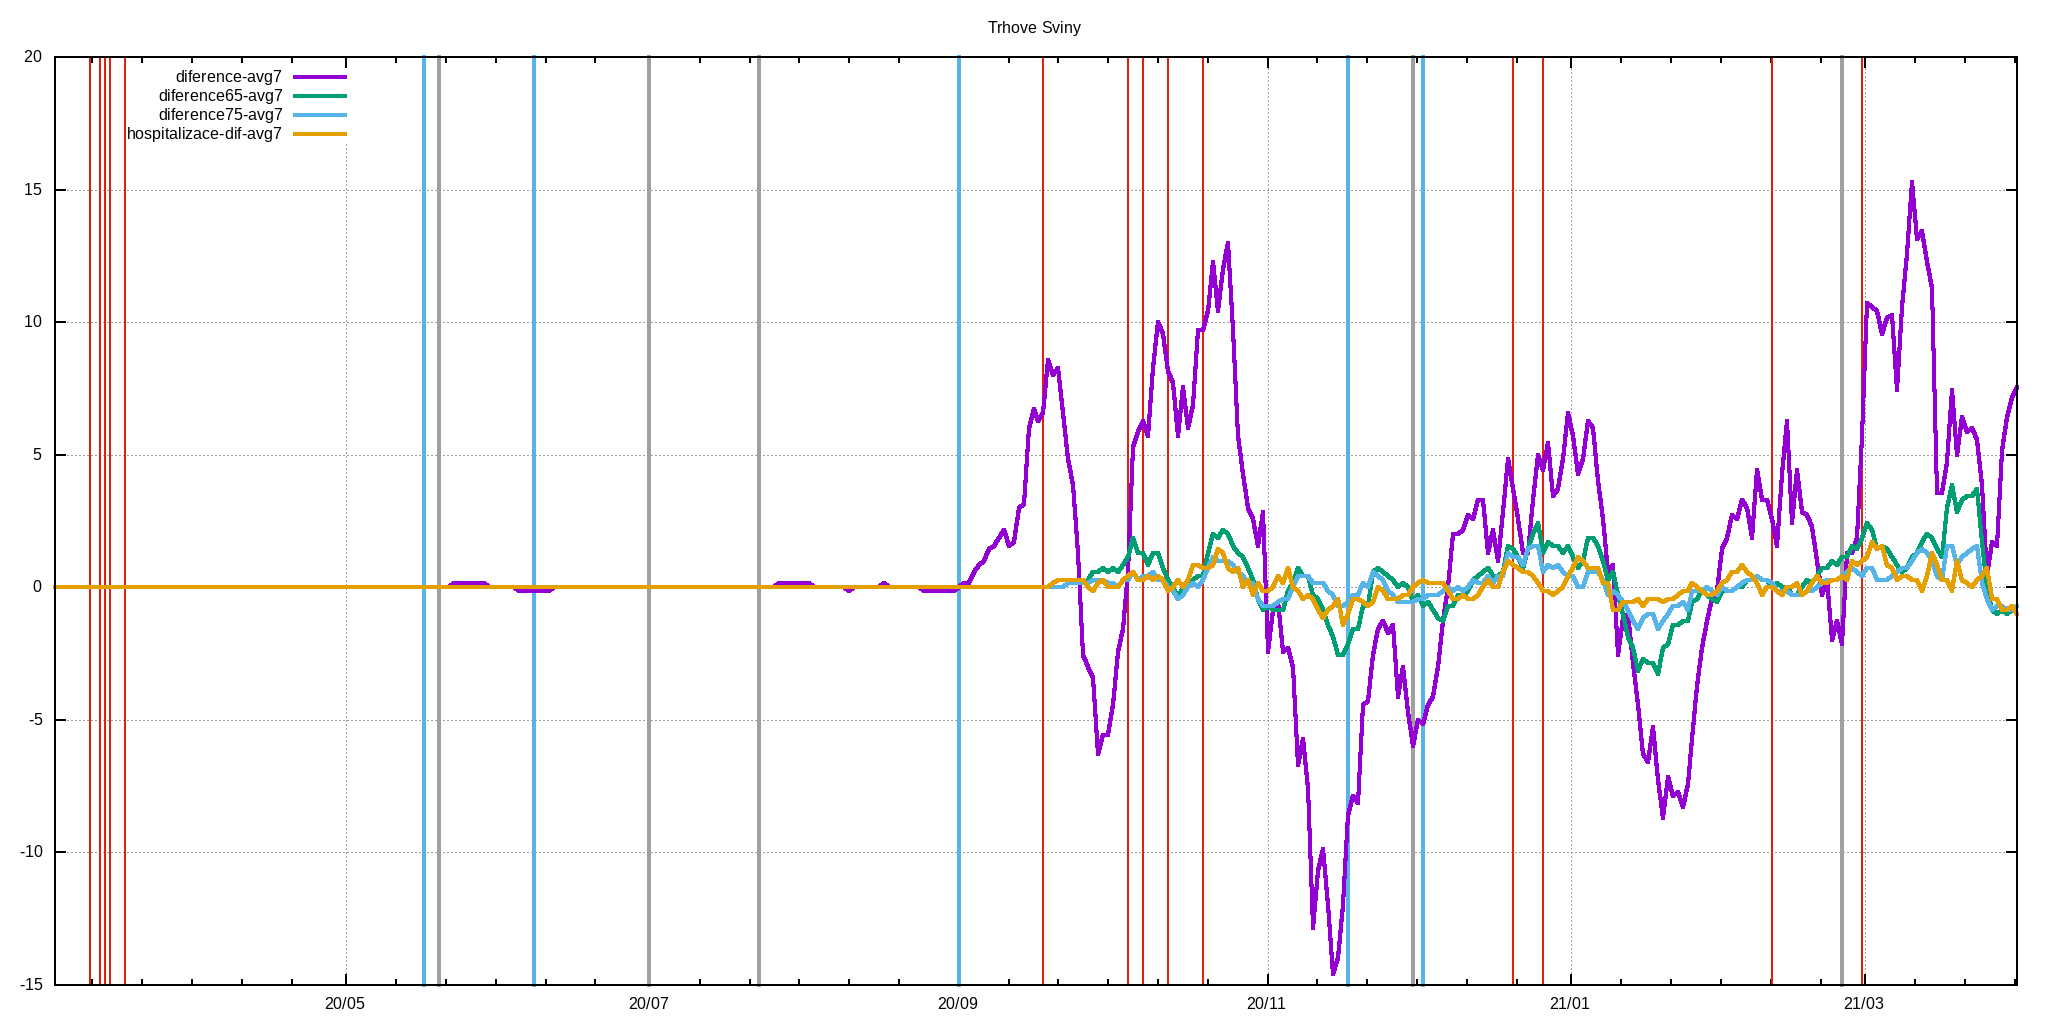 Trhove Sviny
20
15
10
5
0
-5
-10
-15
diference-avg7
diference65-avg7
diference75-avg7
hospitalizace-dif-avg7
20/05
20/07
20/09
20/11
21/01
21/03